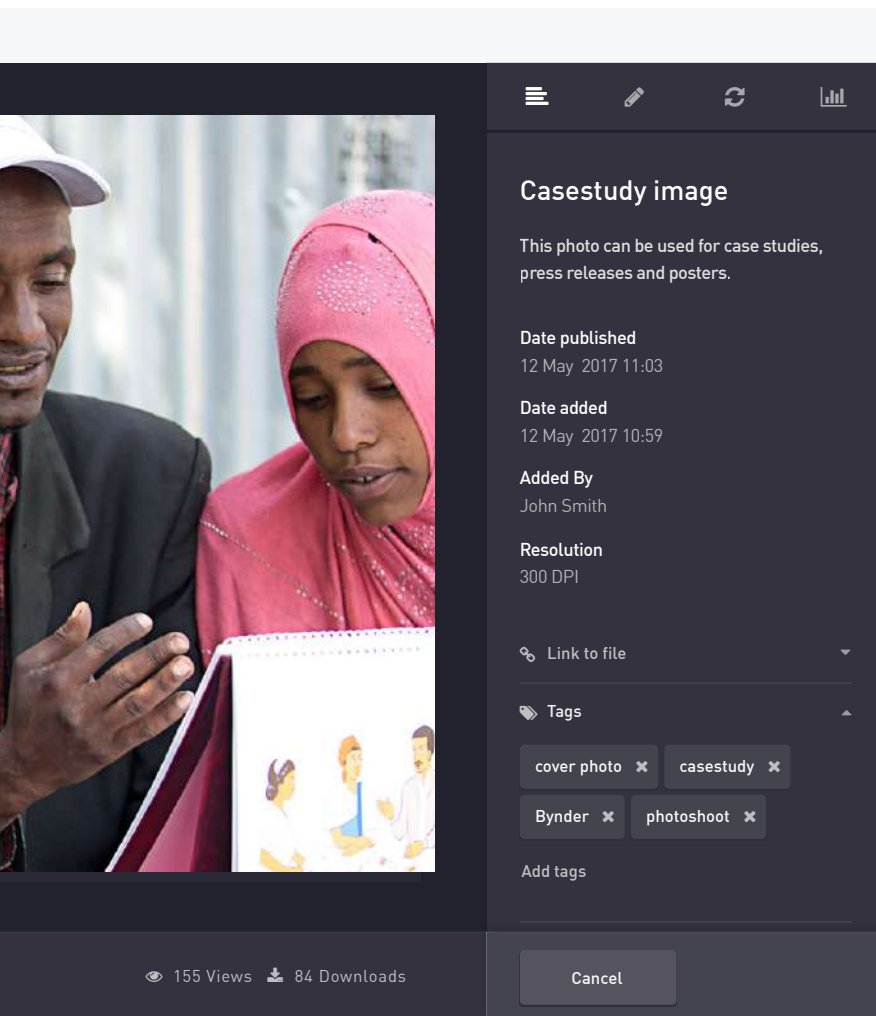 Casestudy image
This photo can be used for case studies,
press releases and posters.
Date published
12 May 2017 11:03
Date added
12 May 2017 10:59
Added By
John Smith
Resolution
300 DPI
Link to file
Tags
cover photo casestudy
Bynder photoshoot
Add tags
155 Views 84 Downloads
Cancel